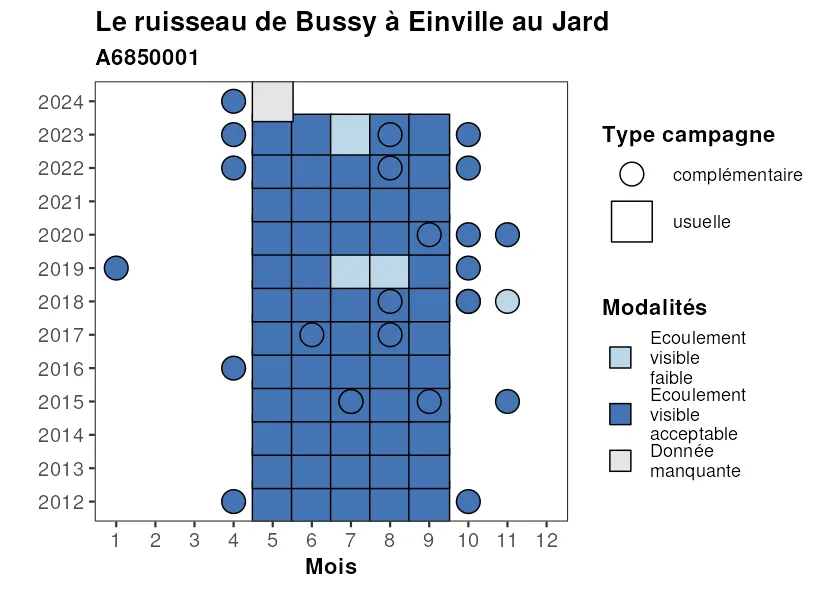 Le ruisseau de Bussy à Einville au Jard
A6850001
2024
2023
2022
2021
2020
2019
2018
2017
2016
2015
2014
2013
2012
1 2 3 4 5 6 7 8 9 10 11 12
Mois
Type campagne
complémentaire
usuelle
Modalités
Ecoulement
visible
faible
Ecoulement
visible
acceptable
Donnée
manquante